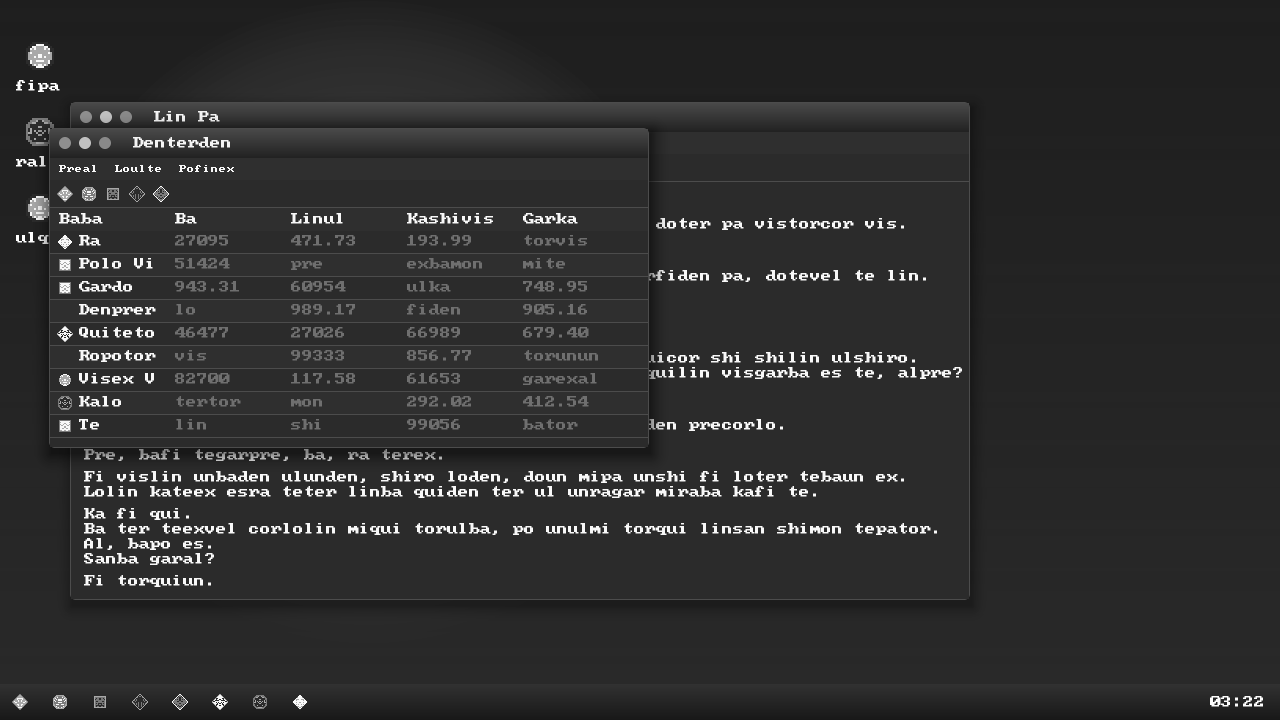 fipa
ulq
Lin Pa
Denterden
Preal Loulte Pofinex
Baba Ba Linul Kashivis Garka
Ra 27095 471.73 193.99 torvis
Polo Vi 51424 pre exbamon mite
Gardo 943.31 60954 ulka 748.95
Denprer lo 989.17 fiden 905.16
Quiteto 46477 27026 66989 679.40
Ropotor vis 99333 856.77 torunun
Visex V 82700 117.58 61653 garexal
Kalo tertor mon 292.02 412.54
Te lin shi 99056 bator
doter pa vistorcor vis.
pa, dotevel te lin.
shi shilin ulshiro.
visgarba es te, alpre?
precorlo.
Pre, bafi tegarpre, ba, ra terex.
Fi vislin unbaden ulunden, shiro loden, doun mipa unshi fi loter tebaun ex.
Lolin kateex esra teter linba quiden ter ul unragar miraba kafi te.
Ka fi qui.
Ba ter teexvel corlolin miqui torulba, po unulmi torqui linsan shimon tepator.
Al, bapo es.
Sanba garal?
Fi torquiun.
03:22